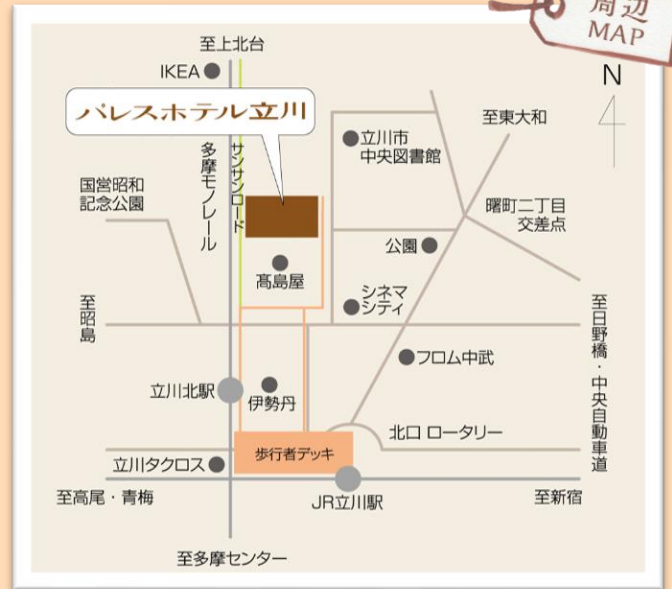 周辺
MAP
至上北台
IKEA
N
パレスホテル立川
至東大和
立川市
中央図書館
サンサンロード
多摩モノレール
国営昭和
記念公園
曙町二丁目
交差点
公園
髙島屋
シネマ
シティ
至昭島
至日野橋・中央自動車道
フロム中武
立川北駅
伊勢丹
北口 ロータリー
歩行者デッキ
立川タクロス
至高尾・青梅
JR立川駅
至新宿
至多摩センター